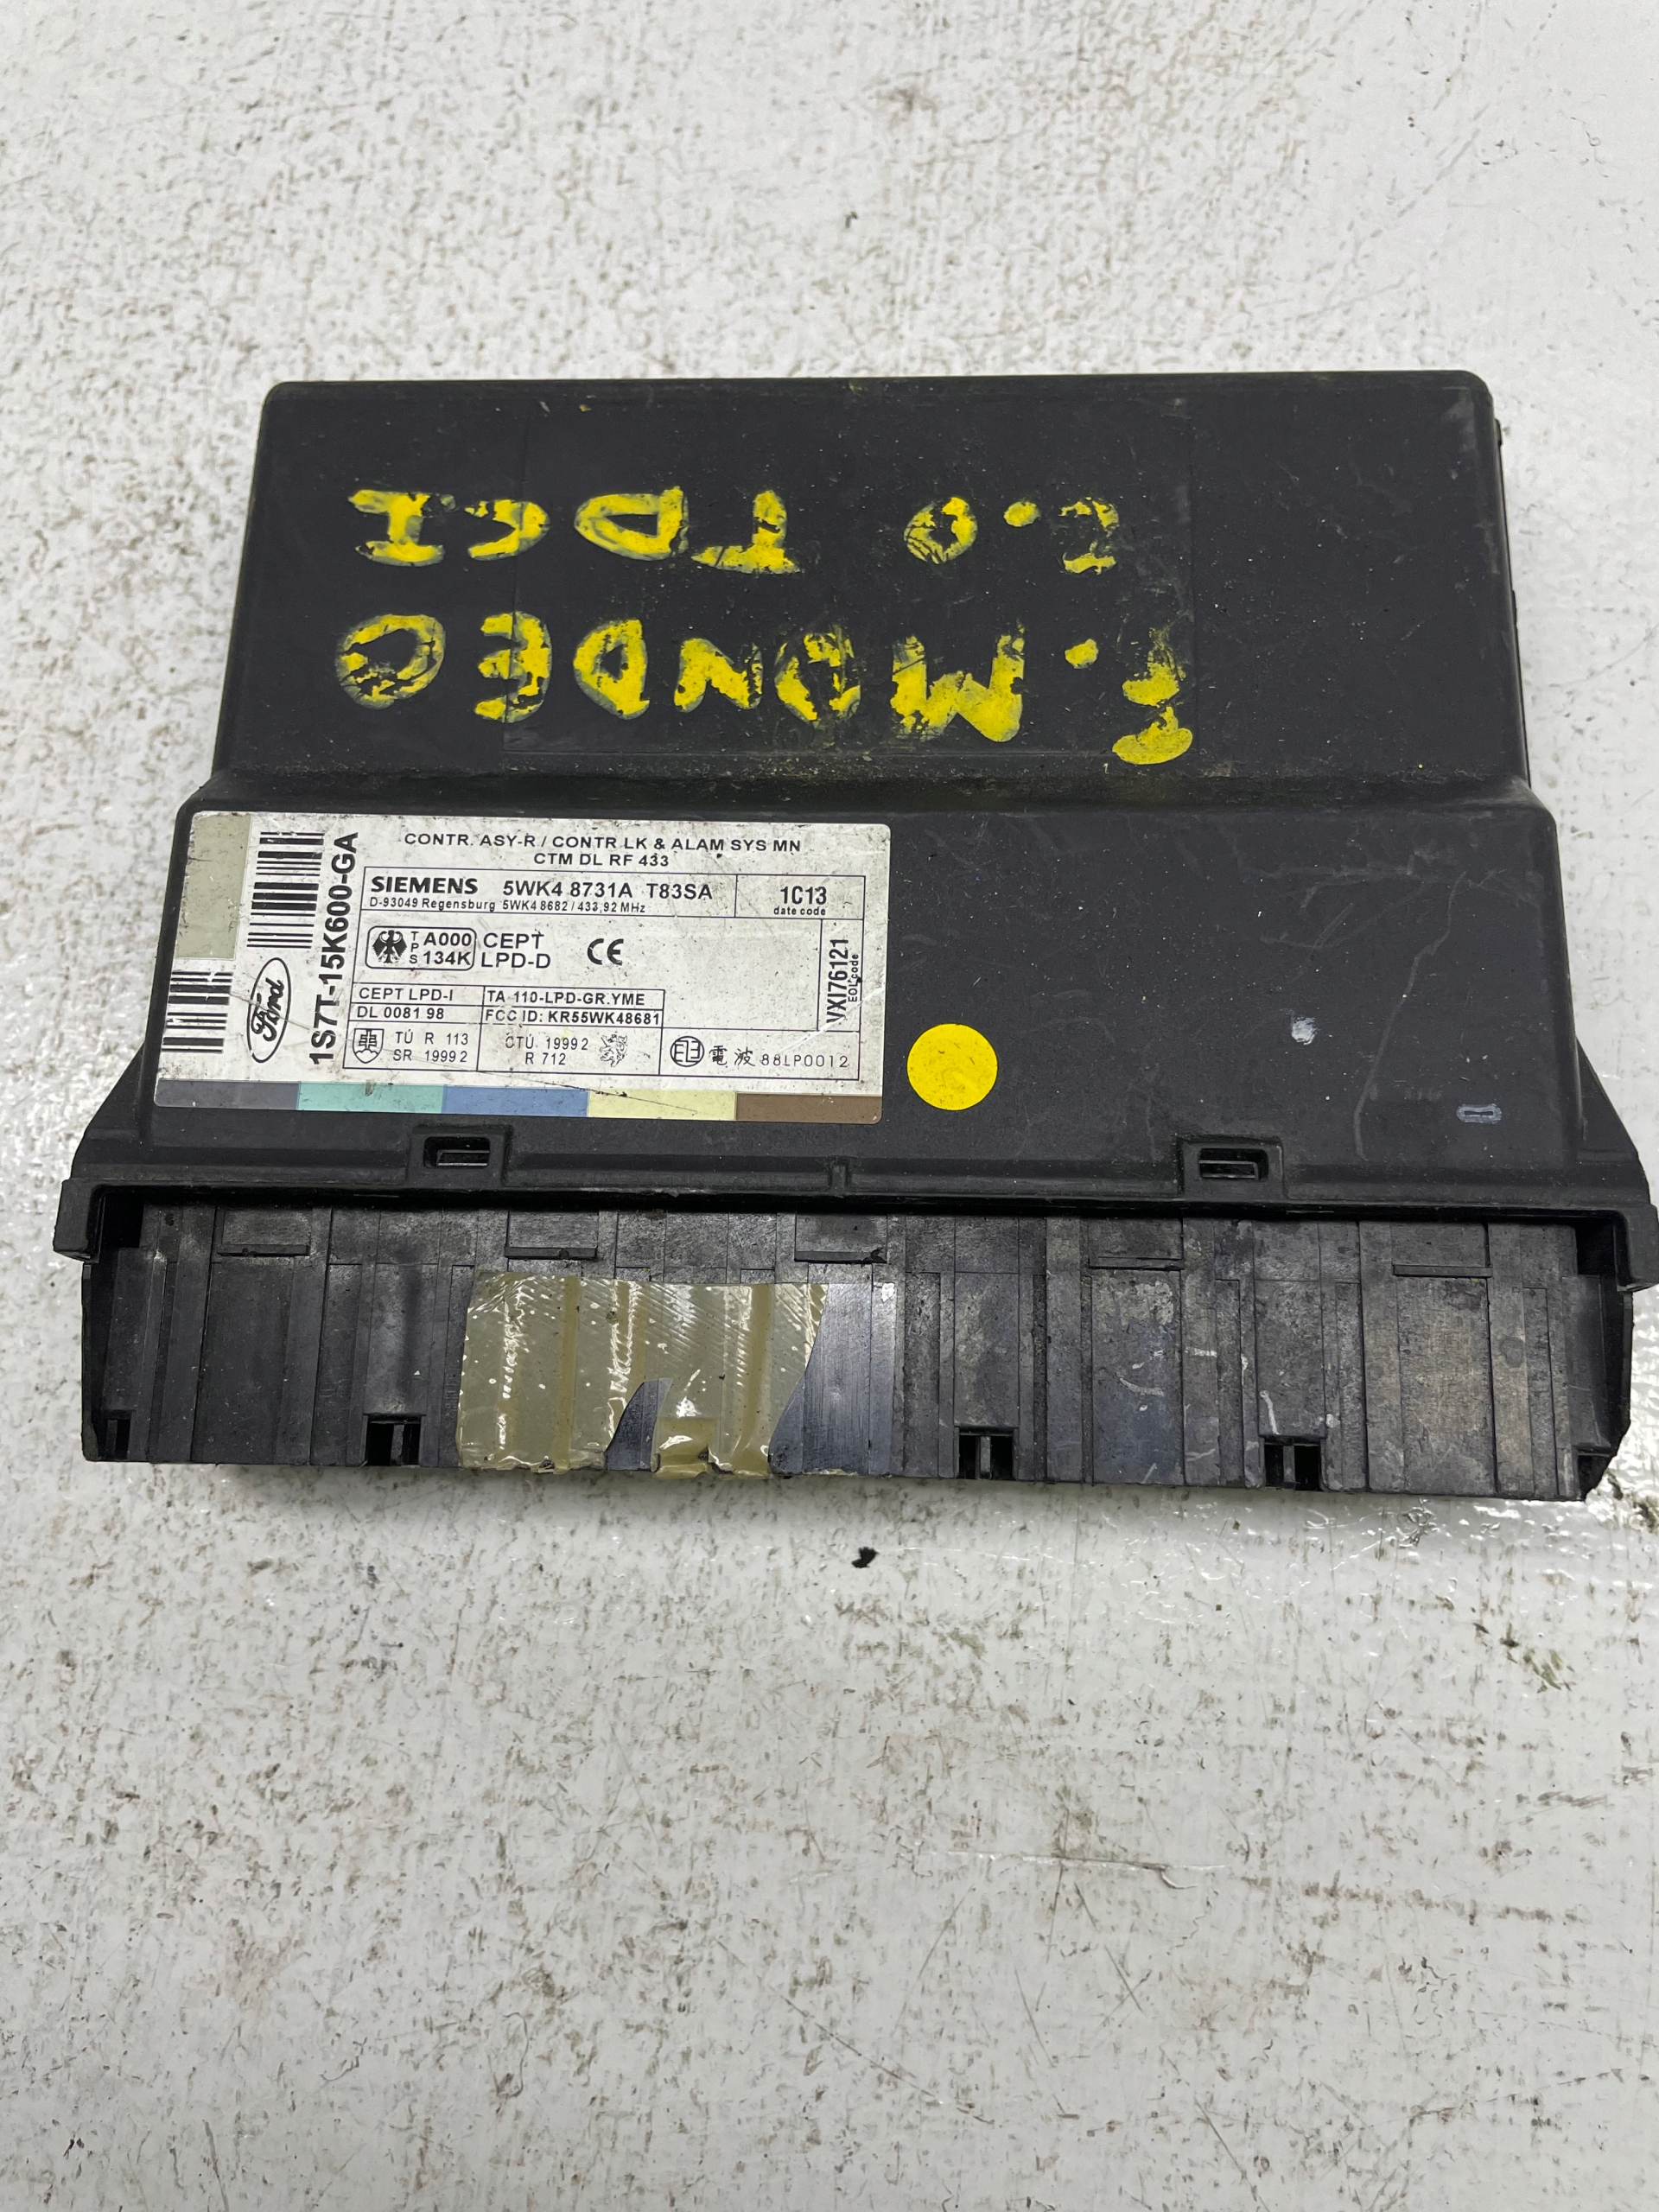 F. MONDEO
2.0 TDCI
CONTR. ASY-R / CONTR LK & ALAM SYS MN
CTM DL RF 433
SIEMENS 5WK4 8731A T83SA
D-93049 Regensburg 5WK48682 / 433,92 MHz
1C13
date code
TPS A000 134K
CEPT
LPD-D
CE
VXI76121
EOL code
CEPT LPD-I
DL 0081 98
TA 110-LPD-GR.YME
FCC ID: KR55WK48681
TÚ R 113
SR 1999 2
ČTÚ 1999 2
R 712
電波 88LP0012
Ford
1S7T-15K600-GA